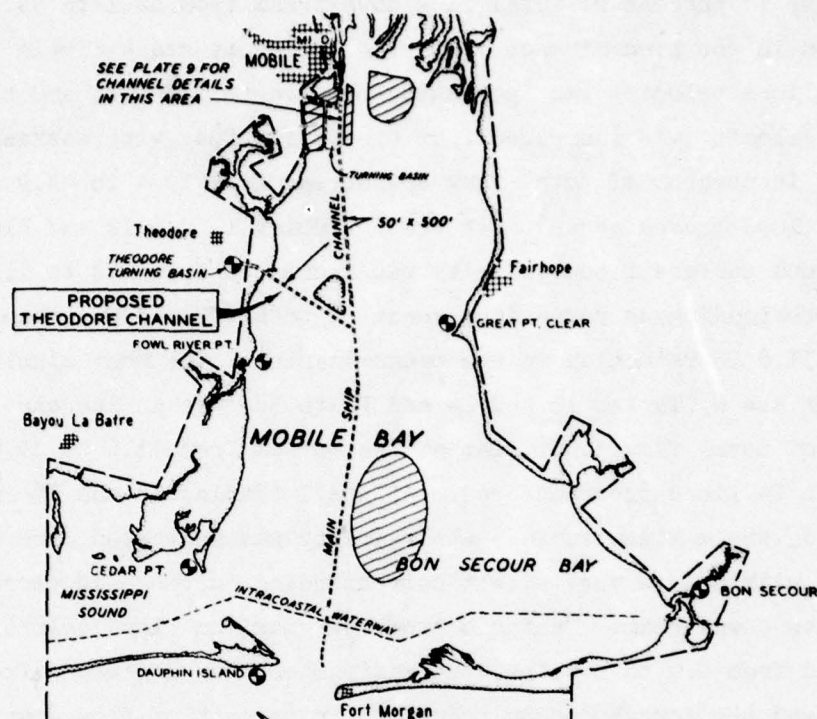 MOBILE
SEE PLATE 9 FOR
CHANNEL DETAILS
IN THIS AREA
TURNING BASIN
50' X 500'
CHANNEL
Theodore
THEODORE
TURNING BASIN
Fairhope
PROPOSED
THEODORE CHANNEL
GREAT PT. CLEAR
FOWL RIVER PT.
Bayou La Batre
MOBILE BAY
SHIP
MAIN
BON SECOUR BAY
CEDAR PT.
MISSISSIPPI
SOUND
INTRACOASTAL WATERWAY
BON SECOUR
DAUPHIN ISLAND
Fort Morgan